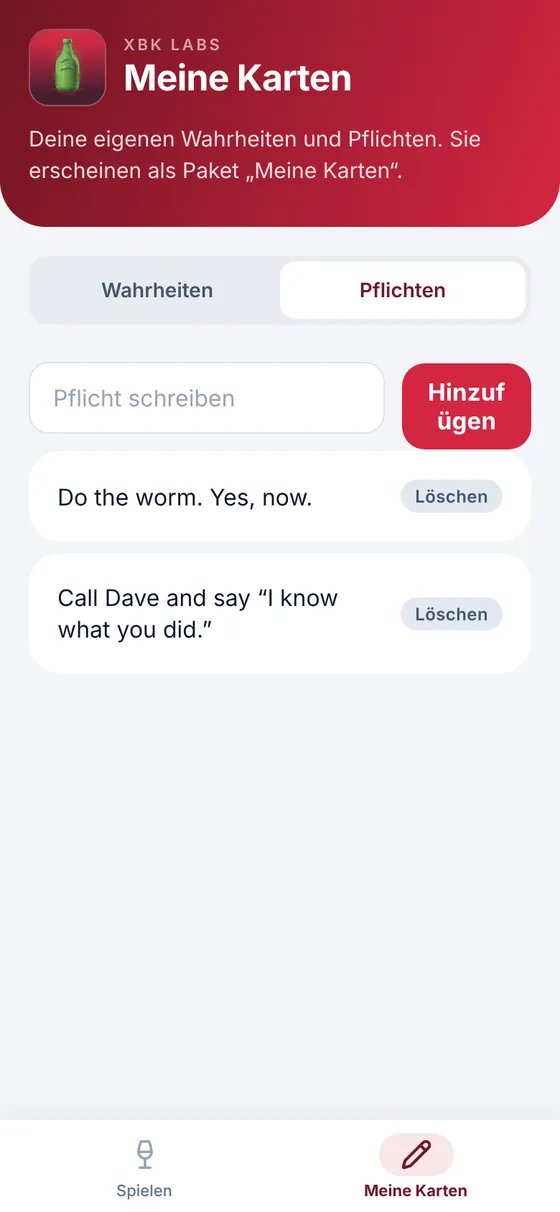 XBK LABS
Meine Karten
Deine eigenen Wahrheiten und Pflichten. Sie
erscheinen als Paket „Meine Karten“.
Wahrheiten
Pflichten
Pflicht schreiben
Hinzuf
ügen
Do the worm. Yes, now.
Löschen
Call Dave and say “I know
what you did.”
Löschen
Spielen
Meine Karten